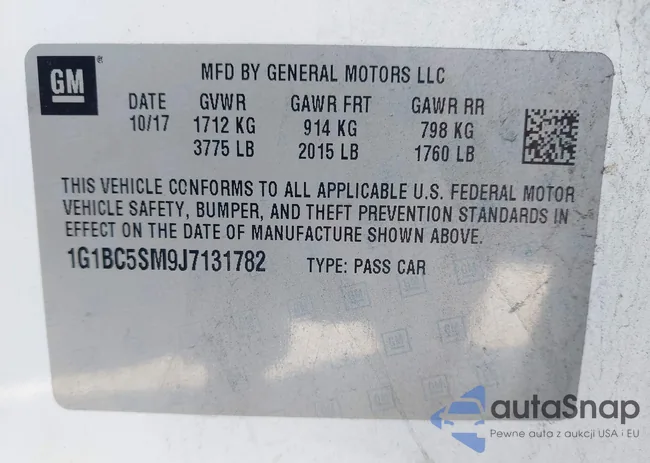 GM
MFD BY GENERAL MOTORS LLC
DATE GVWR GAWR FRT GAWR RR
10/17 1712 KG 914 KG 798 KG
3775 LB 2015 LB 1760 LB
THIS VEHICLE CONFORMS TO ALL APPLICABLE U.S. FEDERAL MOTOR
VEHICLE SAFETY, BUMPER, AND THEFT PREVENTION STANDARDS IN
EFFECT ON THE DATE OF MANUFACTURE SHOWN ABOVE.
1G1BC5SM9J7131782 TYPE: PASS CAR
autaSnap
Pewne auta z aukcji USA i EU